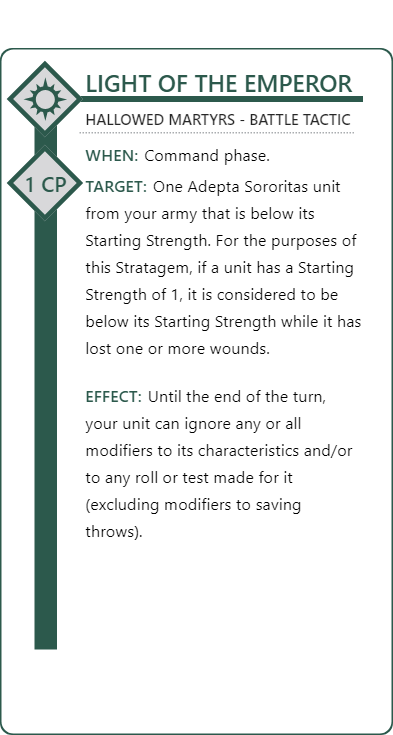 LIGHT OF THE EMPEROR
HALLOWED MARTYRS - BATTLE TACTIC
WHEN: Command phase.
1 CP
TARGET: One Adepta Sororitas unit
from your army that is below its
Starting Strength. For the purposes of
this Stratagem, if a unit has a Starting
Strength of 1, it is considered to be
below its Starting Strength while it has
lost one or more wounds.
EFFECT: Until the end of the turn,
your unit can ignore any or all
modifiers to its characteristics and/or
to any roll or test made for it
(excluding modifiers to saving
throws).